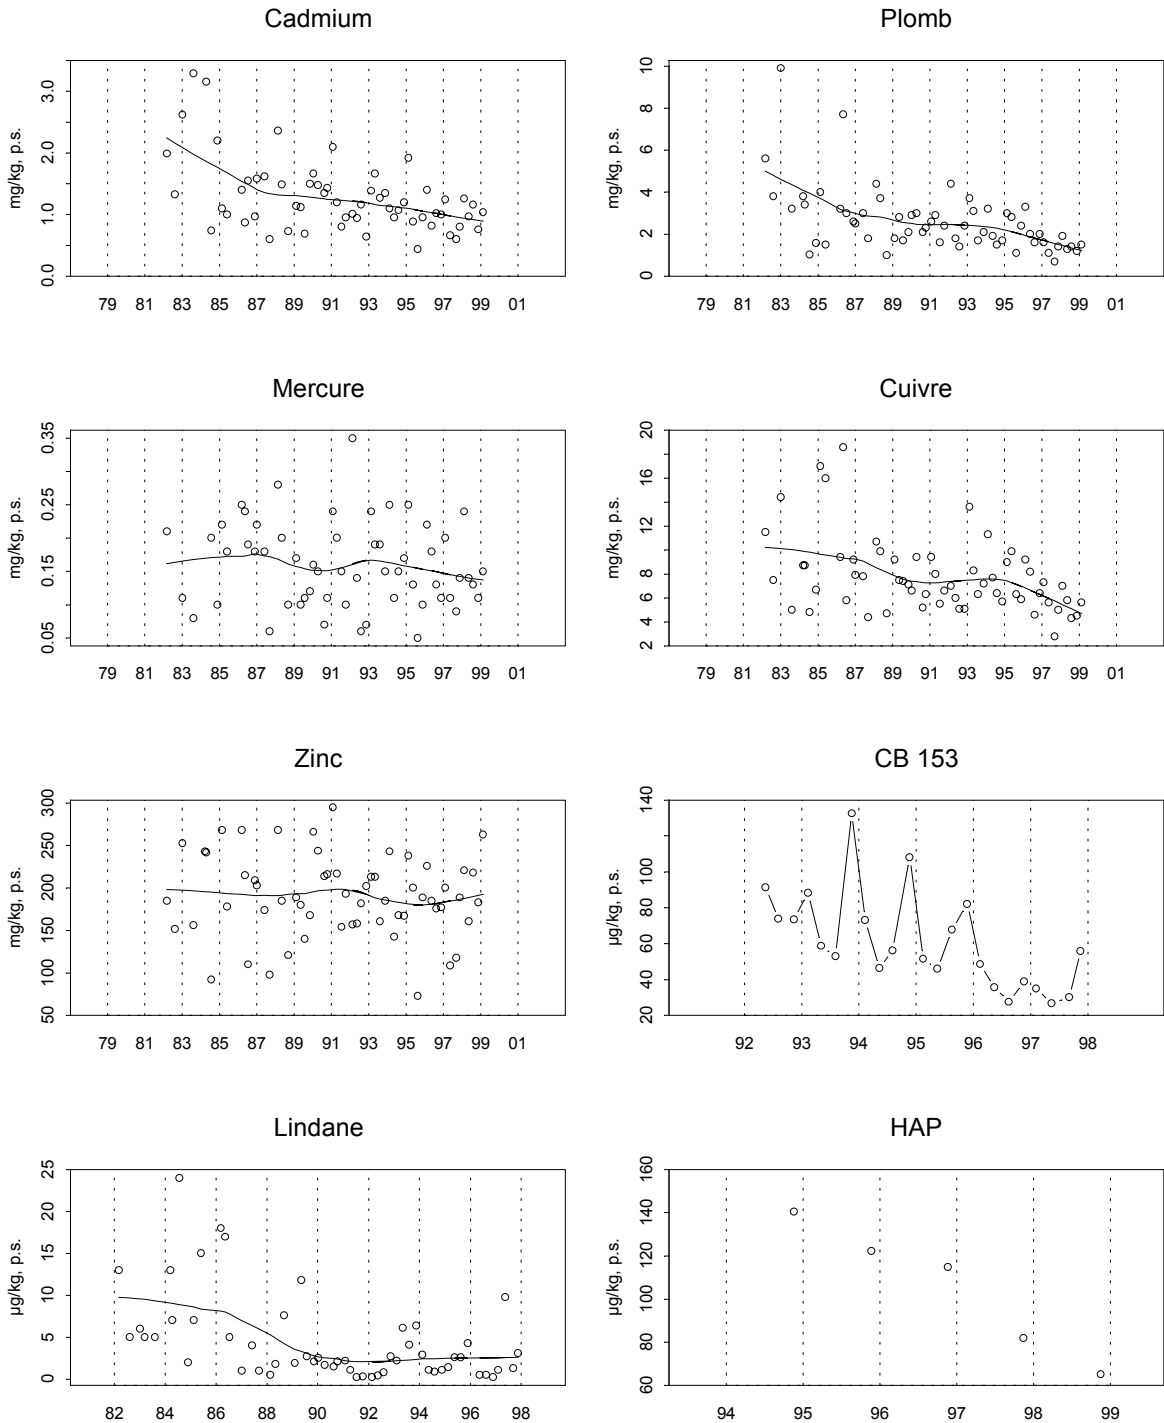 Cadmium
mg/kg, p.s.
0.0 1.0 2.0 3.0
79 81 83 85 87 89 91 93 95 97 99 01
Plomb
mg/kg, p.s.
0 2 4 6 8 10
79 81 83 85 87 89 91 93 95 97 99 01
Mercure
mg/kg, p.s.
0.05 0.15 0.25 0.35
79 81 83 85 87 89 91 93 95 97 99 01
Cuivre
mg/kg, p.s.
2 4 6 8 12 16 20
79 81 83 85 87 89 91 93 95 97 99 01
Zinc
mg/kg, p.s.
50 100 150 200 250 300
79 81 83 85 87 89 91 93 95 97 99 01
CB 153
µg/kg, p.s.
20 40 60 80 100 140
92 93 94 95 96 97 98
Lindane
µg/kg, p.s.
0 5 10 15 20 25
82 84 86 88 90 92 94 96 98
HAP
µg/kg, p.s.
60 80 100 120 140 160
94 95 96 97 98 99